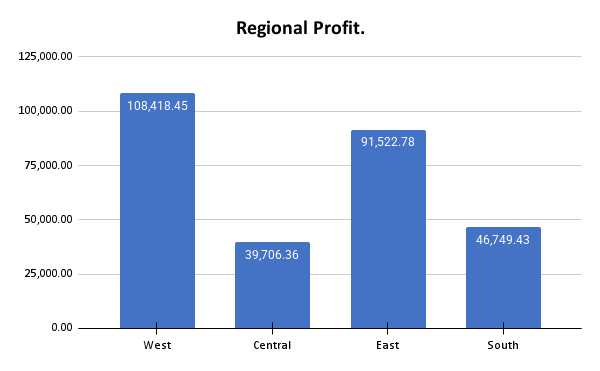 Regional Profit.
125,000.00
100,000.00
75,000.00
50,000.00
25,000.00
0.00
108,418.45
39,706.36
91,522.78
46,749.43
West
Central
East
South